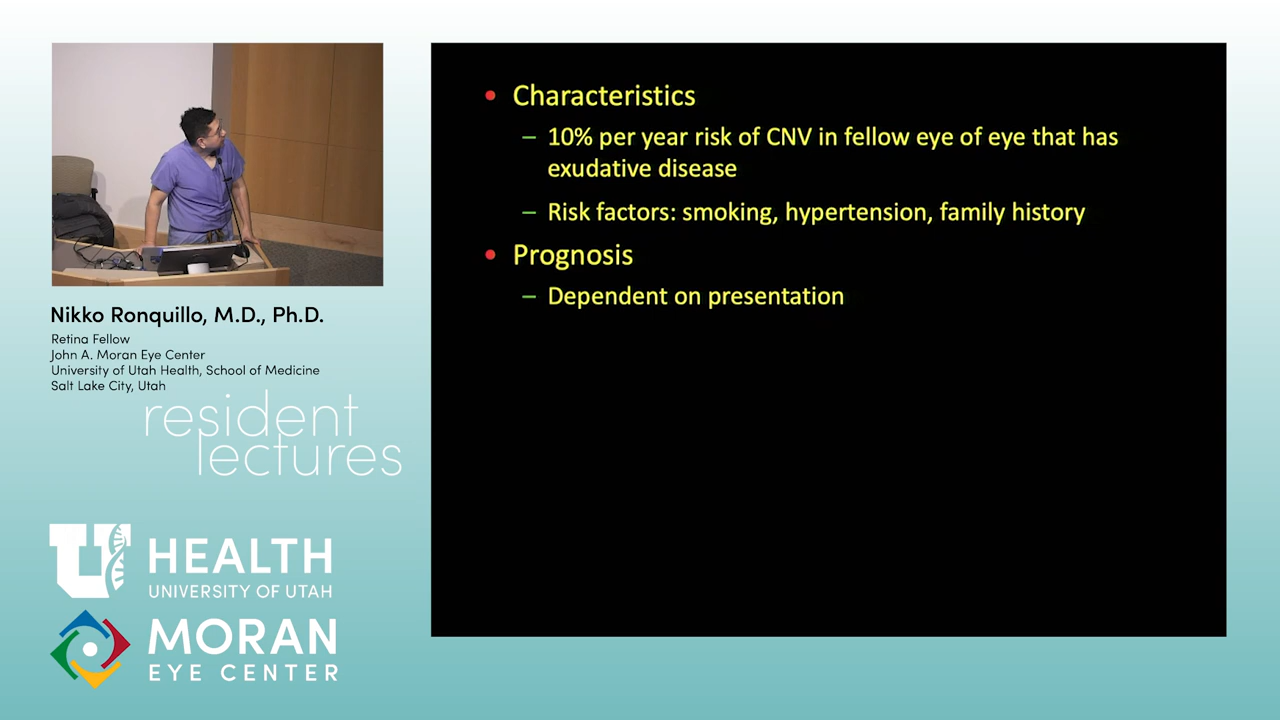 • Characteristics
– 10% per year risk of CNV in fellow eye of eye that has
exudative disease
– Risk factors: smoking, hypertension, family history
• Prognosis
– Dependent on presentation
Nikko Ronquillo, M.D., Ph.D.
Retina Fellow
John A. Moran Eye Center
University of Utah Health, School of Medicine
Salt Lake City, Utah
resident
lectures
U HEALTH
UNIVERSITY OF UTAH
MORAN
EYE CENTER